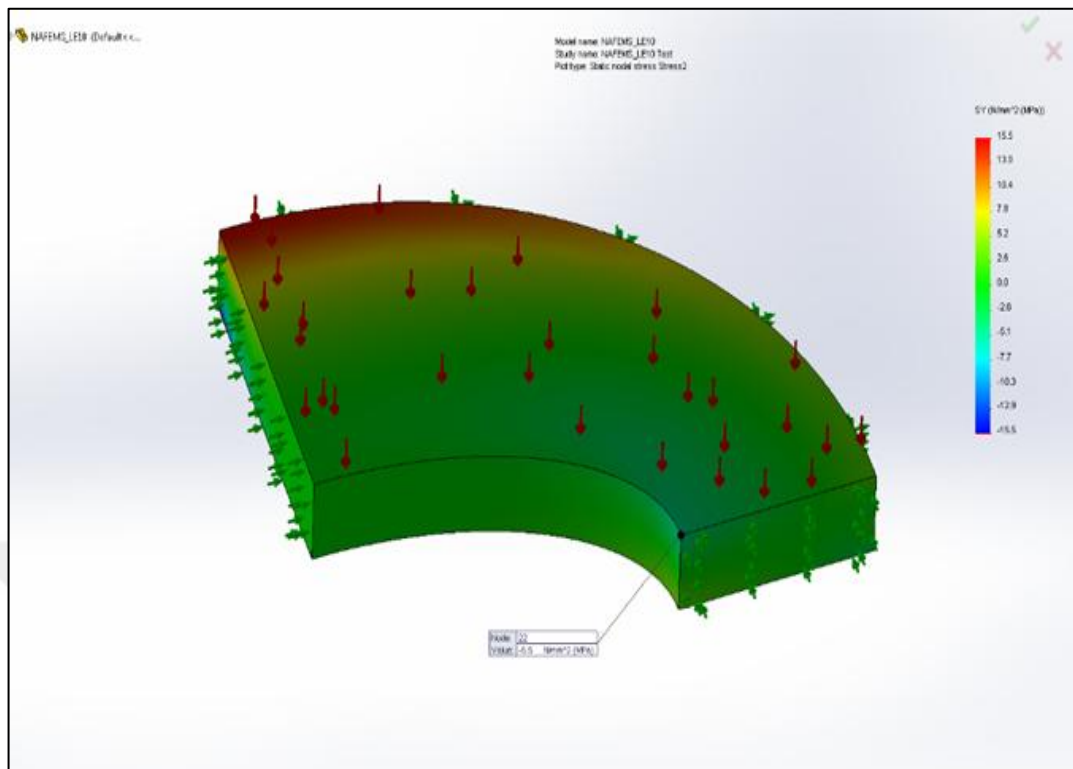 NAFEMS_LE10 (Default<<...
Model name: NAFEMS_LE10
Study name: NAFEMS_LE10 Test
Plot type: Static nodal stress Stress2
SY (N/mm^2 (MPa))
15.5
13.0
10.4
7.8
5.2
2.6
0.0
-2.6
-5.1
-7.7
-10.3
-12.9
-15.5
Node: 22
Value: -5.5 N/mm^2 (MPa)